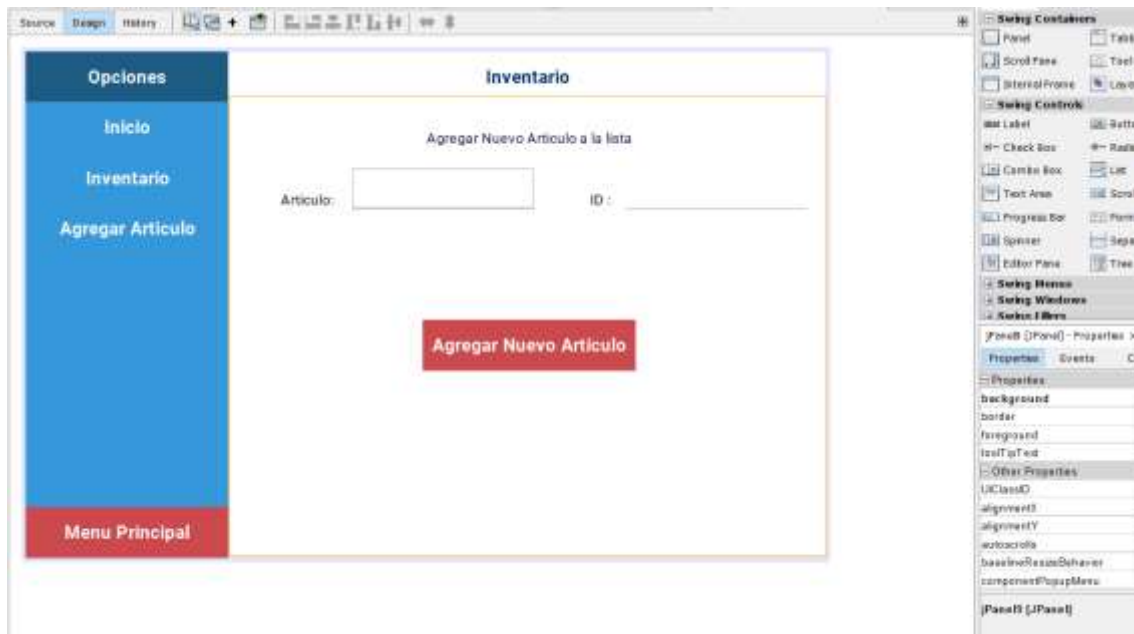 Source Design History
Opciones
Inicio
Inventario
Agregar Articulo
Menu Principal
Inventario
Agregar Nuevo Articulo a la lista
Articulo:
ID :
Agregar Nuevo Articulo
Swing Containers
Panel
Scroll Pane
Internal Frame
Swing Controls
Label
Check Box
Combo Box List
Text Area
Progress Bar
Spinner
Editor Pane Tree
Swing Menus
Swing Windows
Swing Fillers
[JPanel] - Properties
Properties Events
Properties
background
border
foreground
toolTipText
Other Properties
UIClassID
alignmentX
alignmentY
autoscrolls
baselineResizeBehavior
componentPopupMenu
[JPanel]